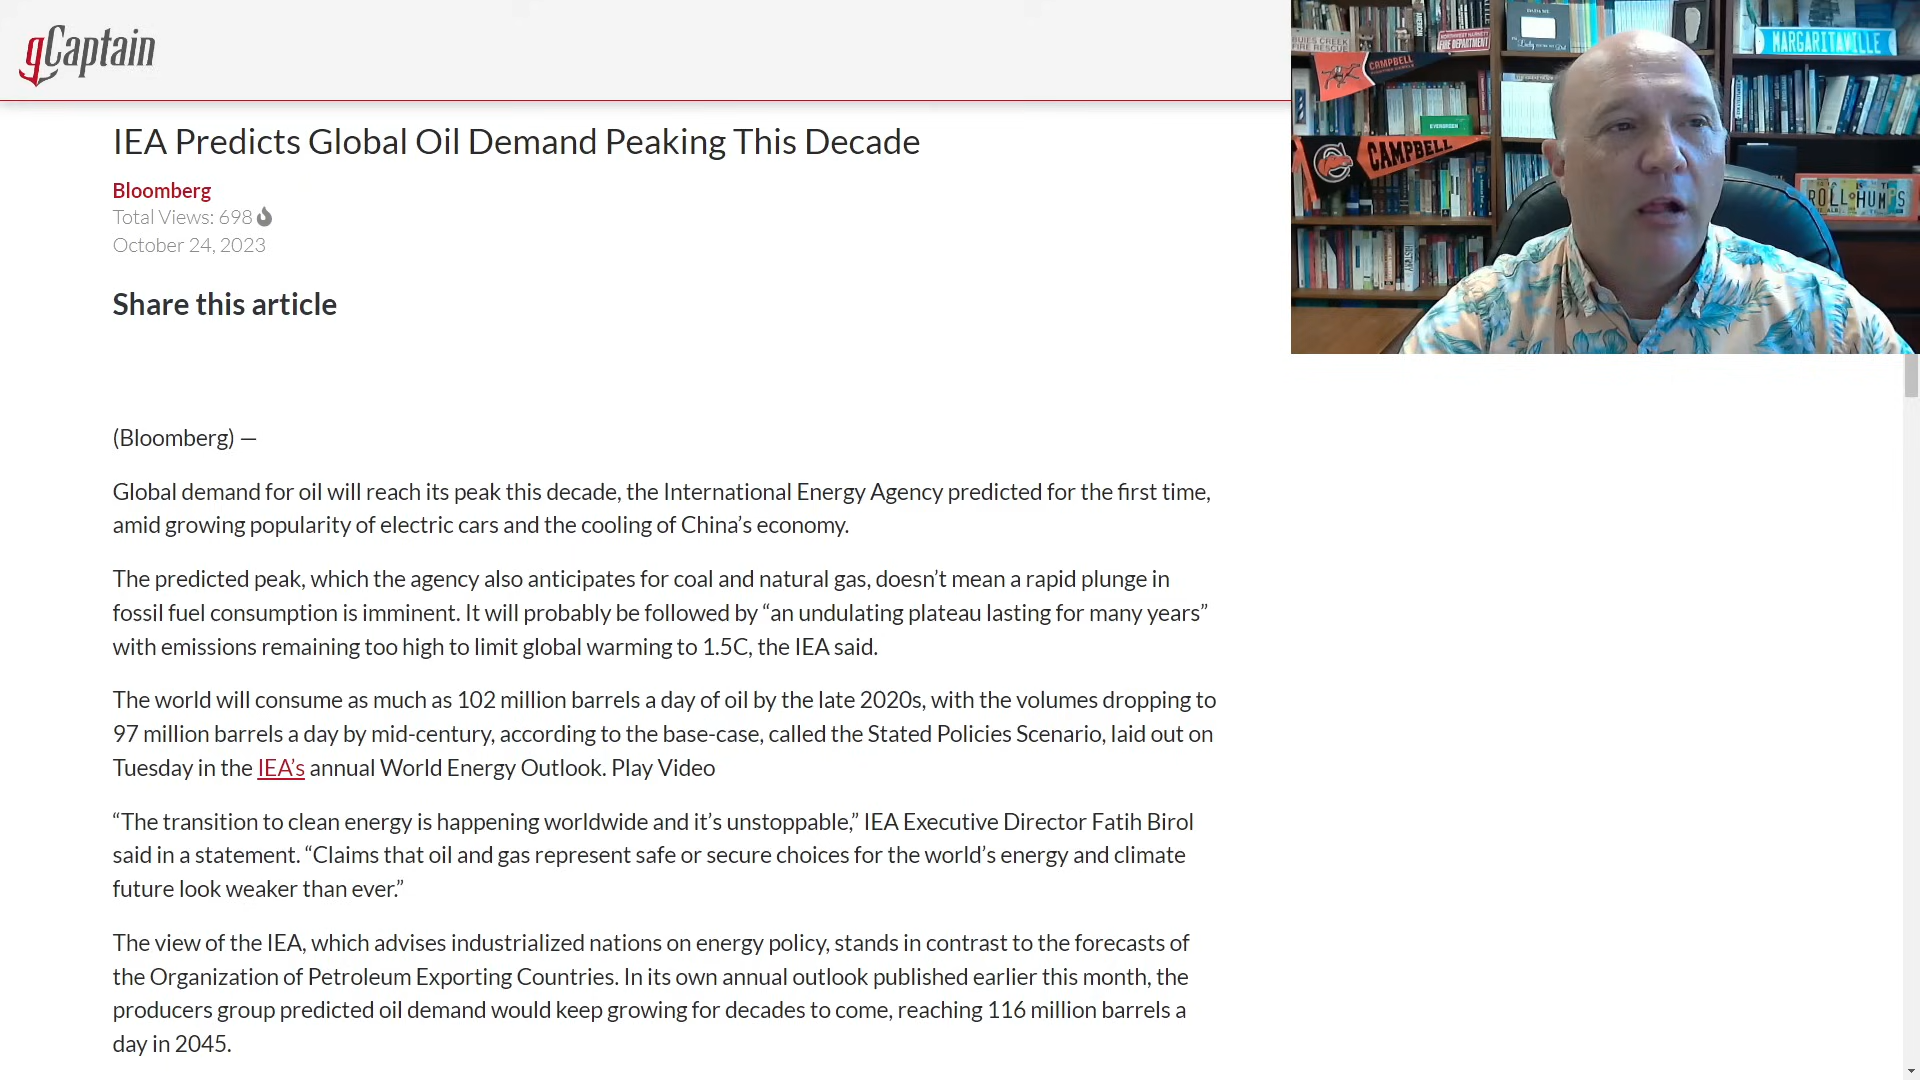 gCaptain
IEA Predicts Global Oil Demand Peaking This Decade
Bloomberg
Total Views: 698
October 24, 2023
Share this article
(Bloomberg) —
Global demand for oil will reach its peak this decade, the International Energy Agency predicted for the first time,
amid growing popularity of electric cars and the cooling of China’s economy.
The predicted peak, which the agency also anticipates for coal and natural gas, doesn’t mean a rapid plunge in
fossil fuel consumption is imminent. It will probably be followed by “an undulating plateau lasting for many years”
with emissions remaining too high to limit global warming to 1.5C, the IEA said.
The world will consume as much as 102 million barrels a day of oil by the late 2020s, with the volumes dropping to
97 million barrels a day by mid-century, according to the base-case, called the Stated Policies Scenario, laid out on
Tuesday in the IEA’s annual World Energy Outlook. Play Video
“The transition to clean energy is happening worldwide and it’s unstoppable,” IEA Executive Director Fatih Birol
said in a statement. “Claims that oil and gas represent safe or secure choices for the world’s energy and climate
future look weaker than ever.”
The view of the IEA, which advises industrialized nations on energy policy, stands in contrast to the forecasts of
the Organization of Petroleum Exporting Countries. In its own annual outlook published earlier this month, the
producers group predicted oil demand would keep growing for decades to come, reaching 116 million barrels a
day in 2045.
BUIES CREEK
FIRE RESCUE
FIRE DEPARTMENT
MARGARITAVILLE
CAMPBELL
EVERGREEN
CAMPBELL
ROLL HUMPS
HISTORY